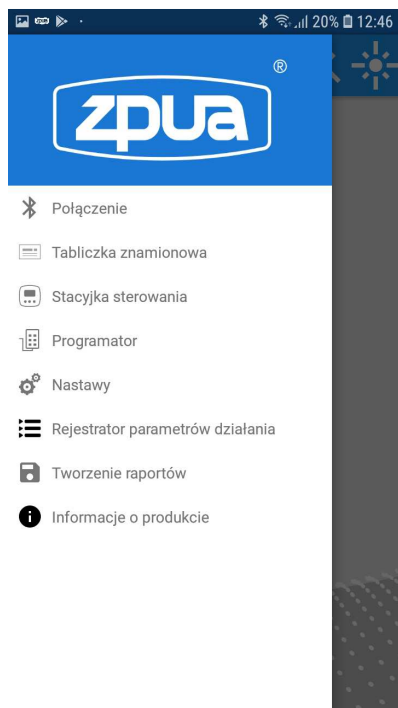 20% 12:46
®
zpua
Połączenie
Tabliczka znamionowa
Stacyjka sterowania
Programator
Nastawy
Rejestrator parametrów działania
Tworzenie raportów
Informacje o produkcie